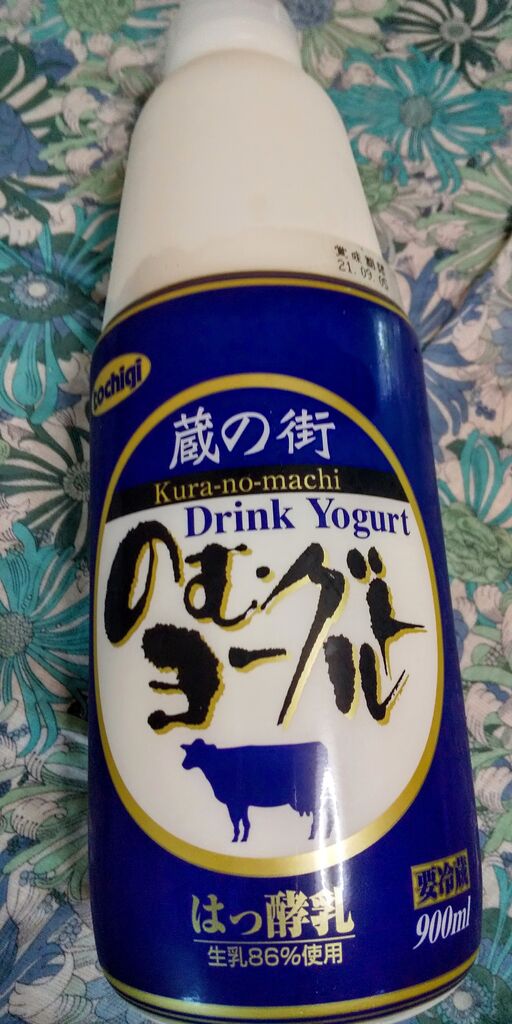 賞味期限
21.09.05
tochigi
蔵の街
Kura-no-machi
Drink Yogurt
のむ
ヨーグルト
はっ酵乳
生乳86%使用
要冷蔵
900ml